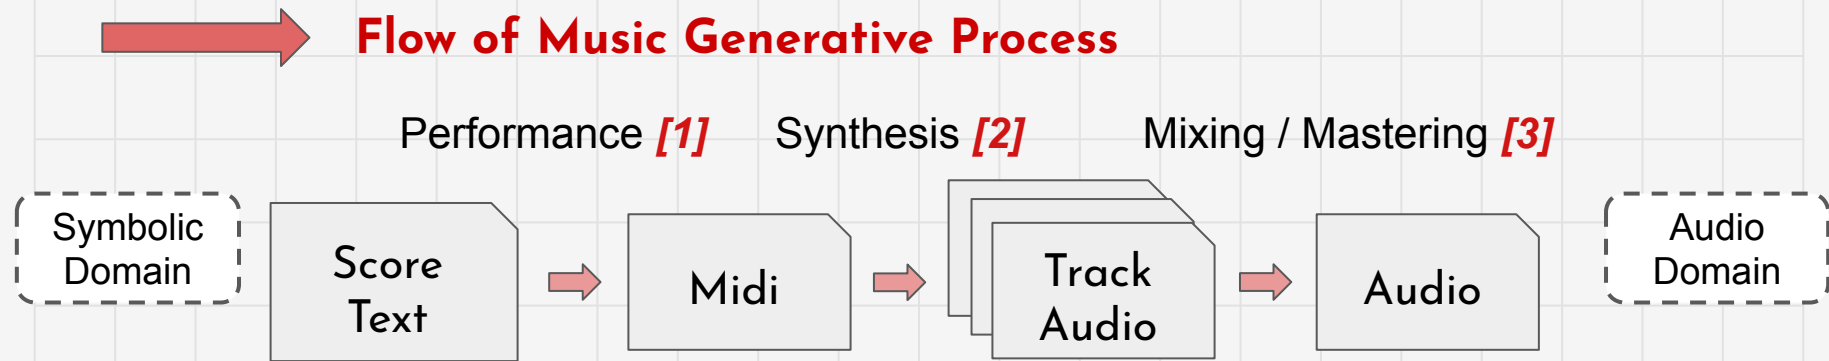 Flow of Music Generative Process
Performance [1] Synthesis [2] Mixing / Mastering [3]
Symbolic
Domain
Score
Text
Midi
Track
Audio
Audio
Audio
Domain